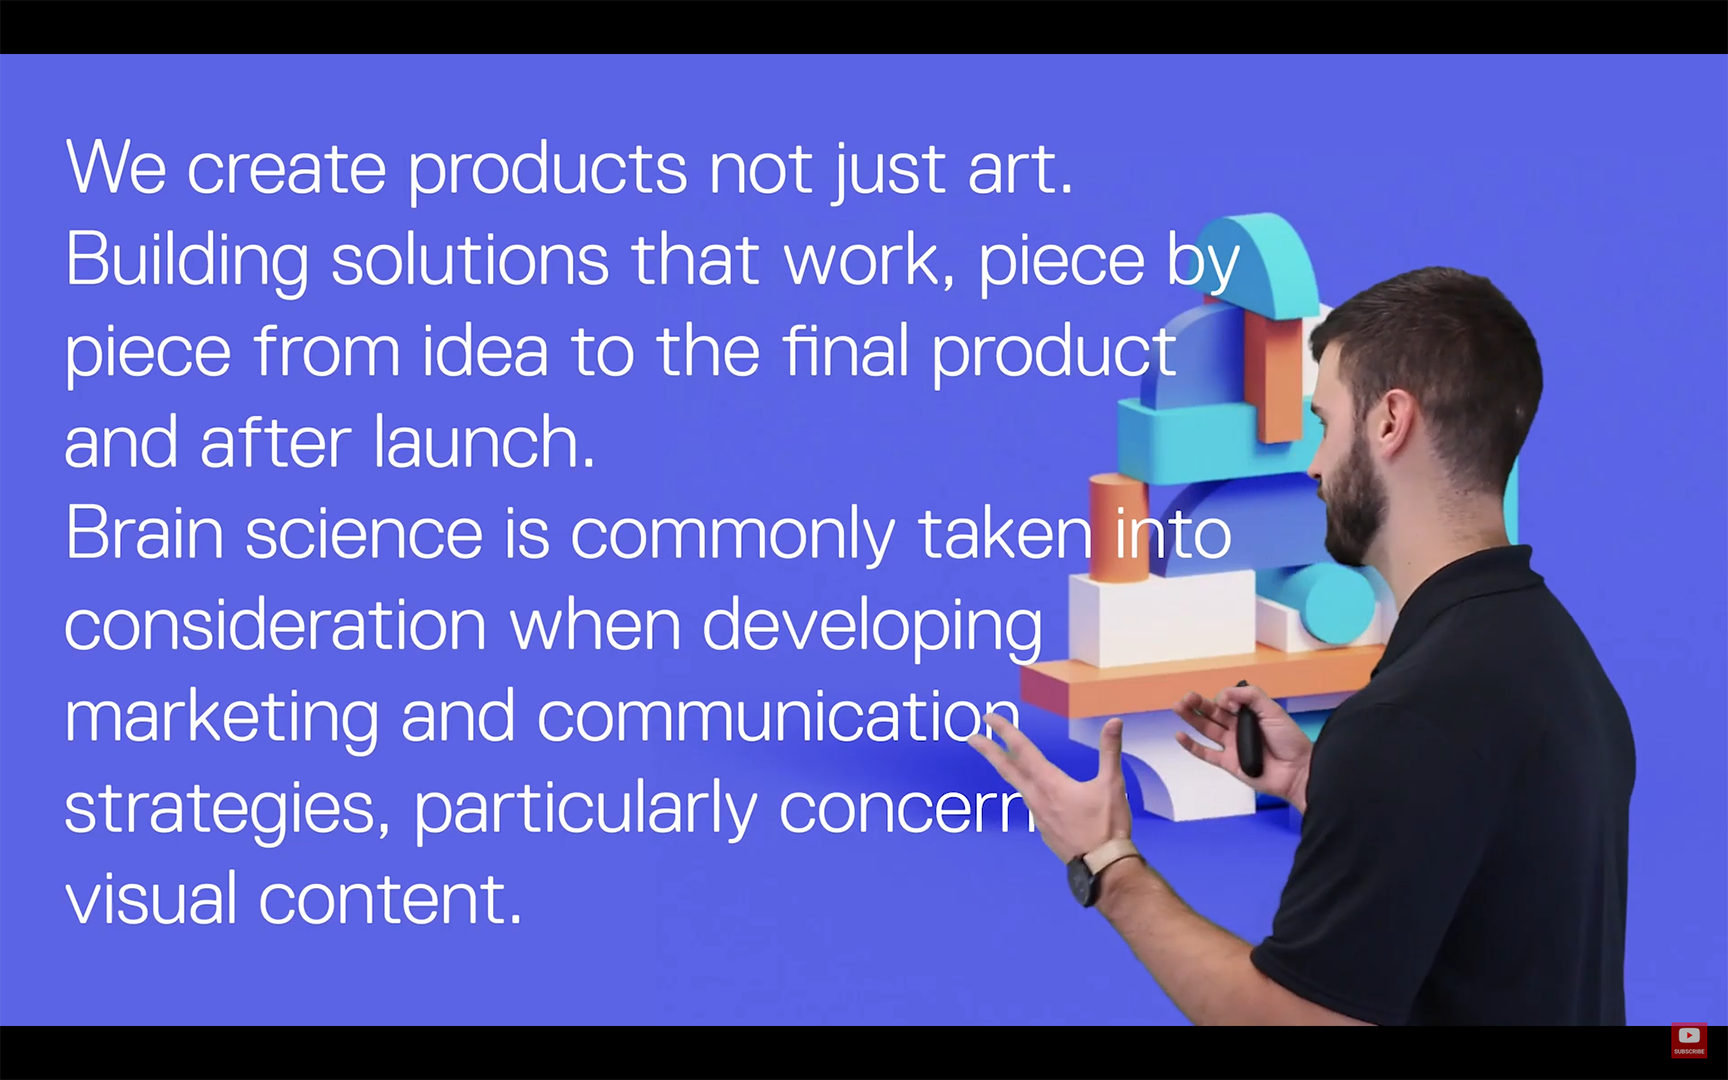 We create products not just art.
Building solutions that work, piece by
piece from idea to the final product
and after launch.
Brain science is commonly taken into
consideration when developing
marketing and communication
strategies, particularly concern
visual content.
SUBSCRIBE